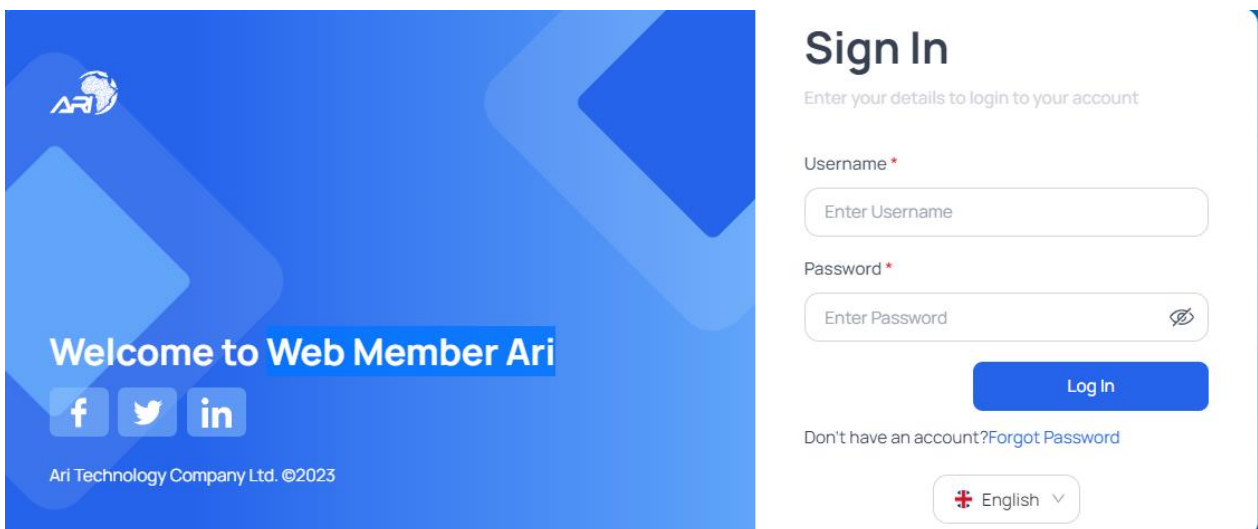 ARI
Welcome to Web Member Ari
Ari Technology Company Ltd. ©2023
Sign In
Enter your details to login to your account
Username *
Enter Username
Password *
Enter Password
Log In
Don't have an account?Forgot Password
English